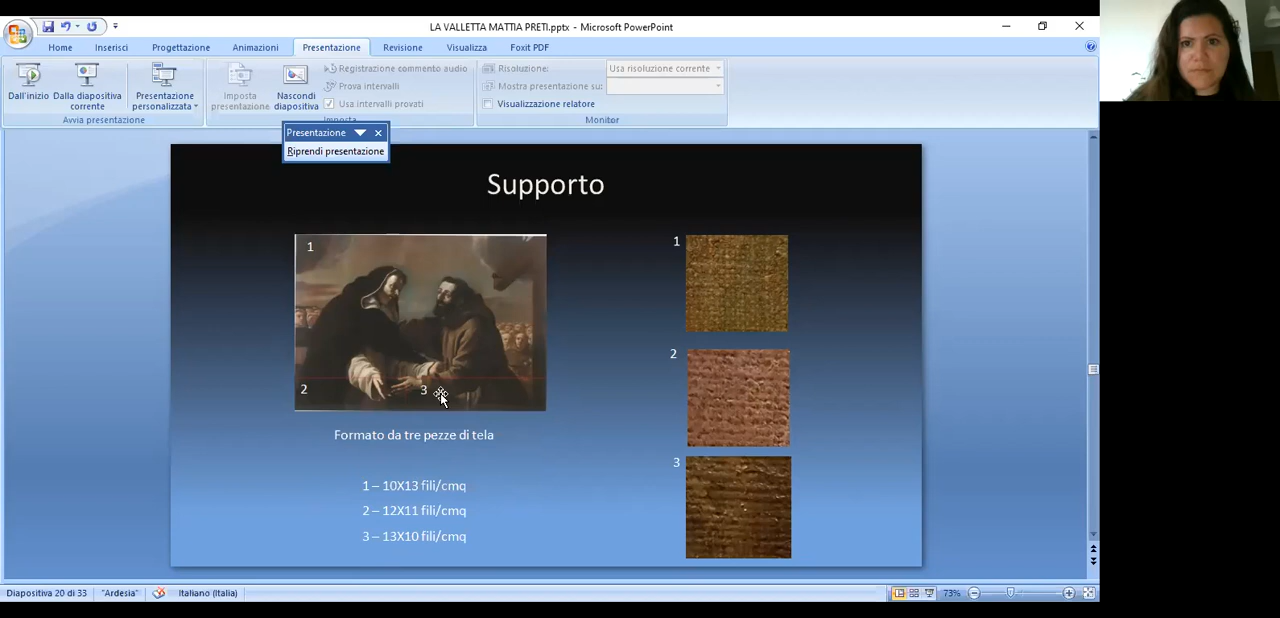 LA VALLETTA MATTIA PRETI.pptx - Microsoft PowerPoint
Home Inserisci Progettazione Animazioni Presentazione Revisione Visualizza Foxit PDF
Dall'inizio
Dalla diapositiva corrente
Presentazione personalizzata
Avvia presentazione
Imposta presentazione
Nascondi diapositiva
Registrazione commento audio
Prova intervalli
Usa intervalli provati
Imposta
Risoluzione: Usa risoluzione corrente
Mostra presentazione su:
Visualizzazione relatore
Monitor
Presentazione
Riprendi presentazione
Supporto
1
2
3
Formato da tre pezze di tela
1 – 10X13 fili/cmq
2 – 12X11 fili/cmq
3 – 13X10 fili/cmq
1
2
3
Diapositiva 20 di 33 "Ardesia" Italiano (Italia) 73%